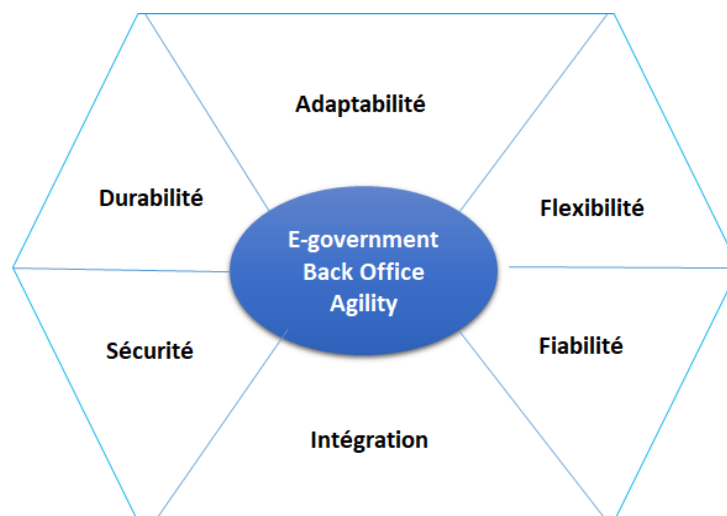 Adaptabilité
Durabilité
Flexibilité
E-government
Back Office
Agility
Sécurité
Fiabilité
Intégration